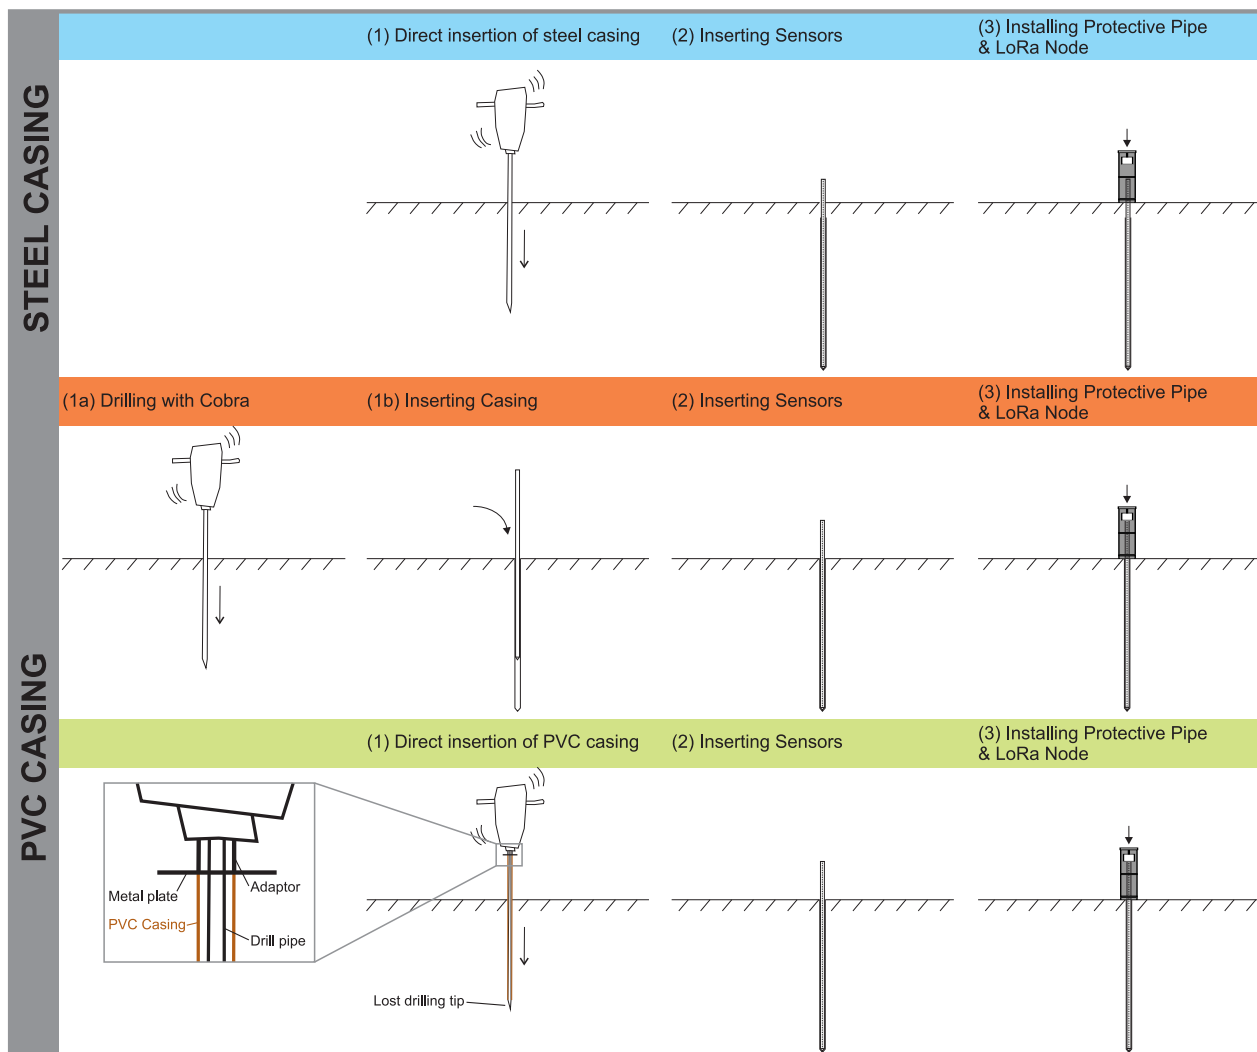 STEEL CASING
(1) Direct insertion of steel casing
(2) Inserting Sensors
(3) Installing Protective Pipe
& LoRa Node
PVC CASING
(1a) Drilling with Cobra
(1b) Inserting Casing
(2) Inserting Sensors
(3) Installing Protective Pipe
& LoRa Node
(1) Direct insertion of PVC casing
(2) Inserting Sensors
(3) Installing Protective Pipe
& LoRa Node
Metal plate
Adaptor
PVC Casing
Drill pipe
Lost drilling tip